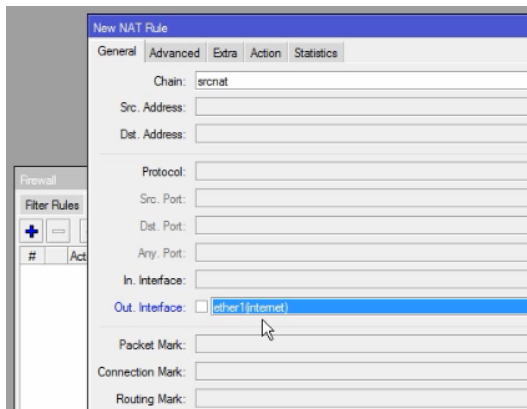 New NAT Rule
General Advanced Extra Action Statistics
Chain: srcnat
Src. Address:
Dst. Address:
Protocol:
Src. Port:
Dst. Port:
Any. Port:
In. Interface:
Out. Interface: ether1(internet)
Packet Mark:
Connection Mark:
Routing Mark:
Firewall
Filter Rules
# Act